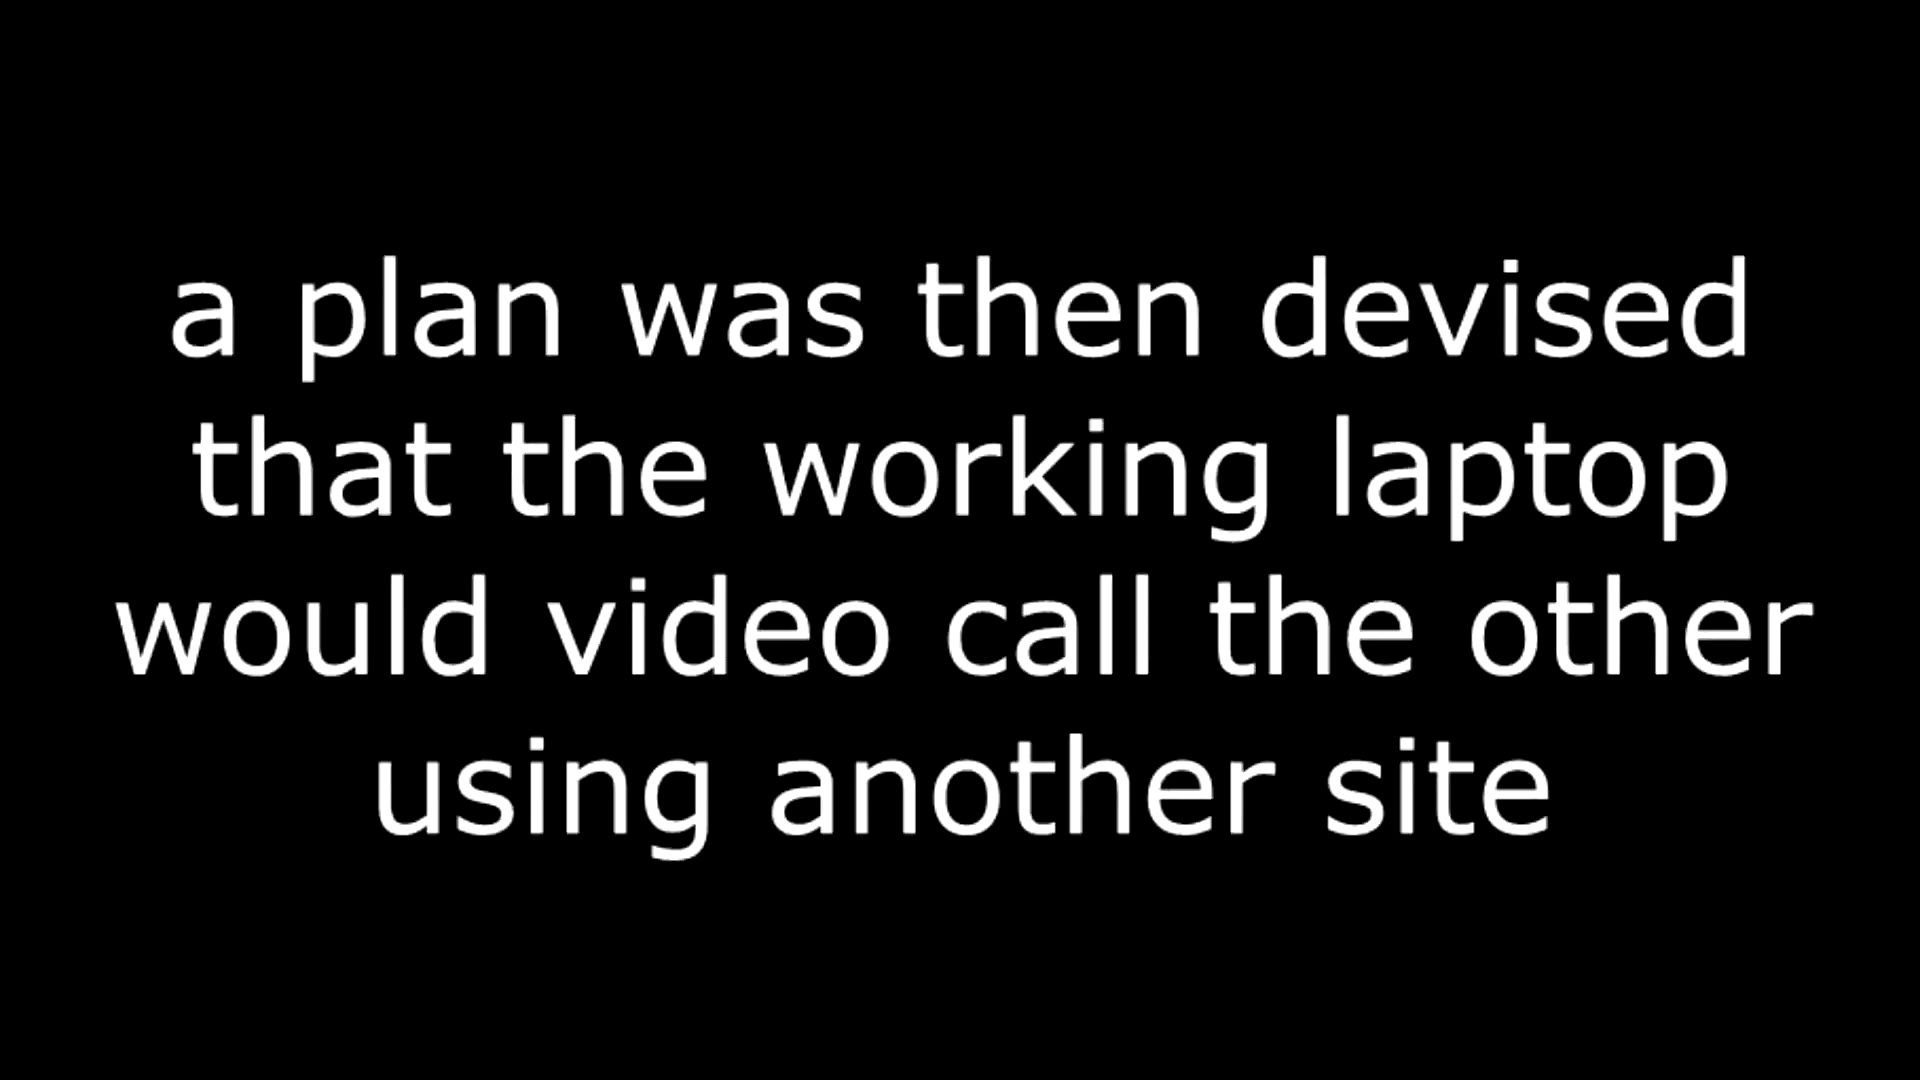 a plan was then devised
that the working laptop
would video call the other
using another site